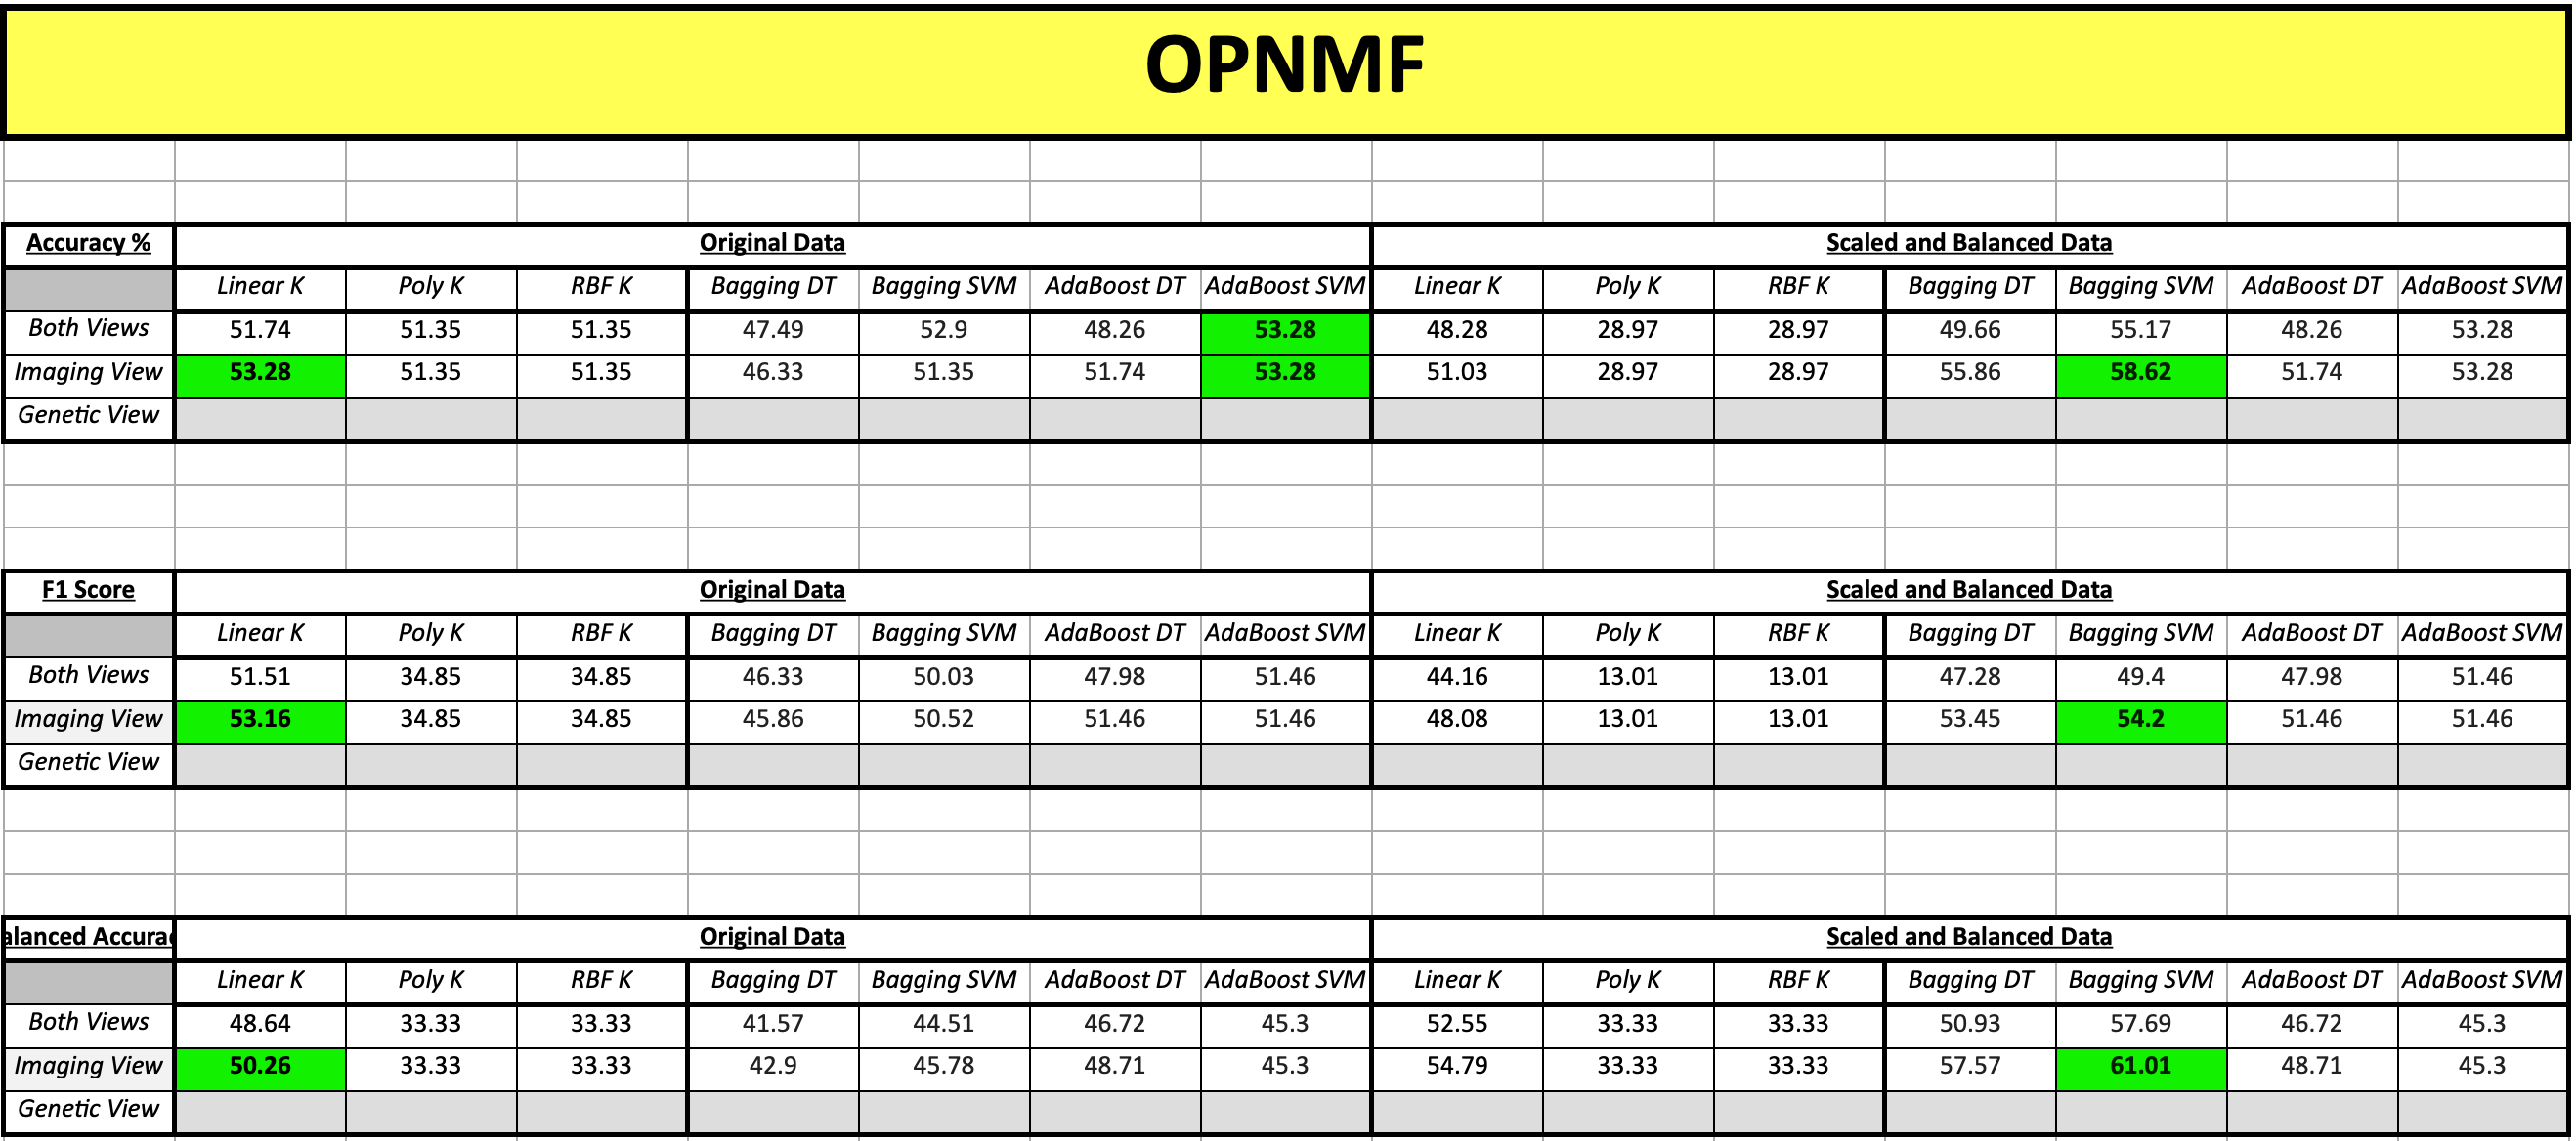 OPNMF
Accuracy % Original Data Scaled and Balanced Data
Linear K Poly K RBF K Bagging DT Bagging SVM AdaBoost DT AdaBoost SVM Linear K Poly K RBF K Bagging DT Bagging SVM AdaBoost DT AdaBoost SVM
Both Views 51.74 51.35 51.35 47.49 52.9 48.26 53.28 48.28 28.97 28.97 49.66 55.17 48.26 53.28
Imaging View 53.28 51.35 51.35 46.33 51.35 51.74 53.28 51.03 28.97 28.97 55.86 58.62 51.74 53.28
Genetic View
F1 Score Original Data Scaled and Balanced Data
Linear K Poly K RBF K Bagging DT Bagging SVM AdaBoost DT AdaBoost SVM Linear K Poly K RBF K Bagging DT Bagging SVM AdaBoost DT AdaBoost SVM
Both Views 51.51 34.85 34.85 46.33 50.03 47.98 51.46 44.16 13.01 13.01 47.28 49.4 47.98 51.46
Imaging View 53.16 34.85 34.85 45.86 50.52 51.46 51.46 48.08 13.01 13.01 53.45 54.2 51.46 51.46
Genetic View
alanced Accura Original Data Scaled and Balanced Data
Linear K Poly K RBF K Bagging DT Bagging SVM AdaBoost DT AdaBoost SVM Linear K Poly K RBF K Bagging DT Bagging SVM AdaBoost DT AdaBoost SVM
Both Views 48.64 33.33 33.33 41.57 44.51 46.72 45.3 52.55 33.33 33.33 50.93 57.69 46.72 45.3
Imaging View 50.26 33.33 33.33 42.9 45.78 48.71 45.3 54.79 33.33 33.33 57.57 61.01 48.71 45.3
Genetic View